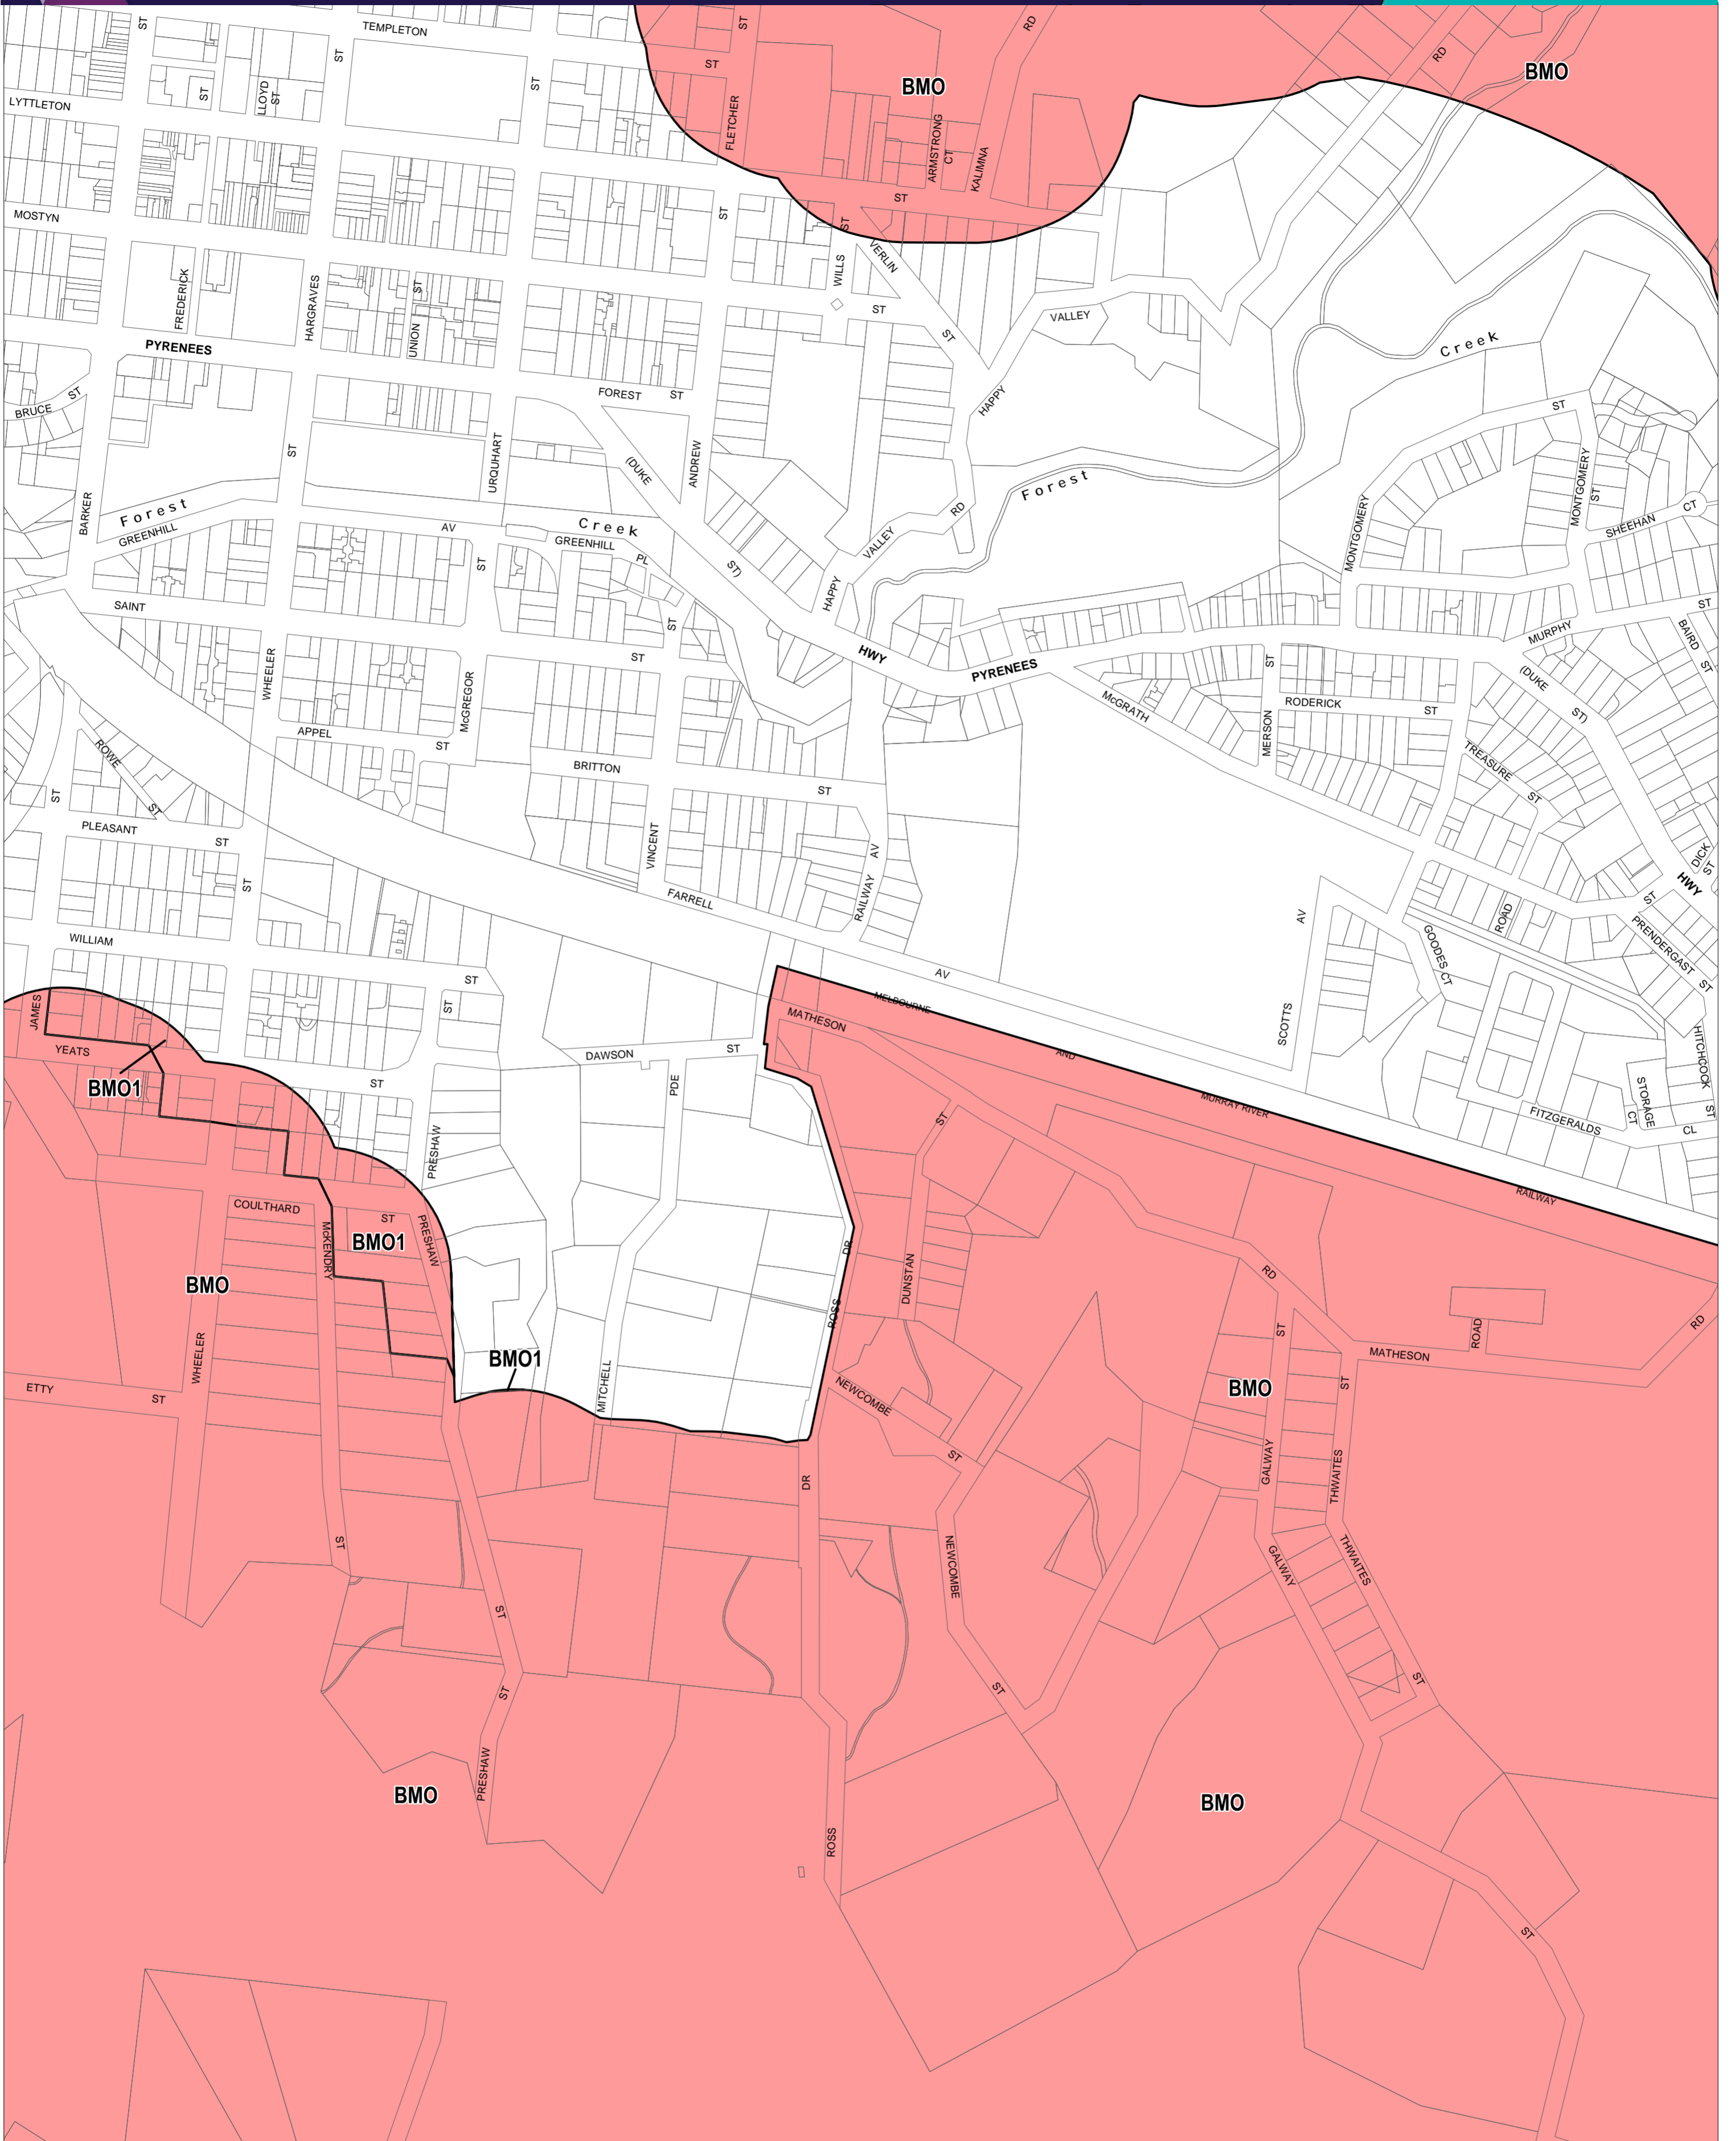 TEMPLETON
ST
ST
ST
ST
RD
RD
BMO
BMO
ST
LLOYD
ST
ST
LYTTLETON
FLETCHER
ARMSTRONG
CT
KALIMNA
MOSTYN
ST
ST
ST
VERLIN
WILLS
FREDERICK
HARGRAVES
ST
UNION
ST
ST
VALLEY
PYRENEES
Creek
FOREST
ST
HAPPY
BRUCE
ST
ST
ST
URQUHART
(DUKE
ANDREW
MONTGOMERY
ST
Forest
BARKER
Forest
GREENHILL
AV
Creek
GREENHILL
PL
RD
VALLEY
MONTGOMERY
SHEEHAN
CT
ST
ST)
HAPPY
SAINT
ST
ST
MURPHY
BAIRD
ST
WHEELER
ST
HWY
PYRENEES
ST
(DUKE
ST)
McGREGOR
McGRATH
RODERICK
ST
MERSON
APPEL
ST
ROWE
ST
BRITTON
ST
TREASURE
ST
ST
PLEASANT
ST
VINCENT
AV
RAILWAY
DICK
ST
HWY
ST
FARRELL
AV
ROAD
ST
PRENDERGAST
ST
GOODES CT
WILLIAM
ST
AV
ST
JAMES
MELBOURNE
MATHESON
SCOTTS
HITCHCOCK
ST
YEATS
DAWSON
ST
AND
BMO1
ST
PDE
MURRAY RIVER
STORAGE
CT
FITZGERALDS
CL
ST
PRESHAW
RAILWAY
COULTHARD
ST
McKENDRY
BMO1
PRESHAW
DR
BMO
DUNSTAN
RD
ROSS
ST
ROAD
RD
WHEELER
BMO1
MATHESON
MITCHELL
ETTY
ST
NEWCOMBE
ST
BMO
ST
DR
GALWAY
THWAITES
ST
NEWCOMBE
GALWAY
THWAITES
ST
ST
ST
ST
PRESHAW
BMO
BMO
ROSS
ST